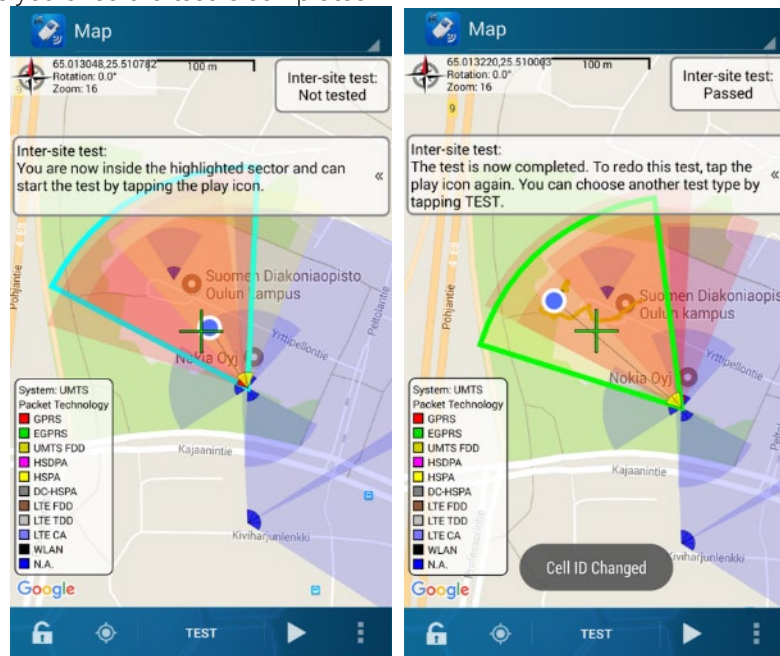 Map
65.013048,25.510782
Rotation: 0.0°
Zoom: 16
100 m
Inter-site test:
Not tested
9
Inter-site test:
You are now inside the highlighted sector and can
start the test by tapping the play icon.
«
4 E8
Pohjantie
Suomen Diakoniaopisto
Oulun kampus
Peltolantie
Yrttipellontie
Nokia Oyj
System: UMTS
Packet Technology
GPRS
EGPRS
UMTS FDD
HSDPA
HSPA
DC-HSPA
LTE FDD
LTE TDD
LTE CA
WLAN
N.A.
Kajaanintie
Kiviharjunlenkki
Google
TEST
Map
65.013220,25.510003
Rotation: 0.0°
Zoom: 16
100 m
Inter-site test:
Passed
9
Inter-site test:
The test is now completed. To redo this test, tap the
play icon again. You can choose another test type by
tapping TEST.
«
4 E8
Pohjantie
Suomen Diakoniaopis
Oulun kampus
Yrttipellontie
Nokia Oyj
System: UMTS
Packet Technology
GPRS
EGPRS
UMTS FDD
HSDPA
HSPA
DC-HSPA
LTE FDD
LTE TDD
LTE CA
WLAN
N.A.
Kajaanintie
Kiviharjunlenkki
Cell ID Changed
Google
TEST